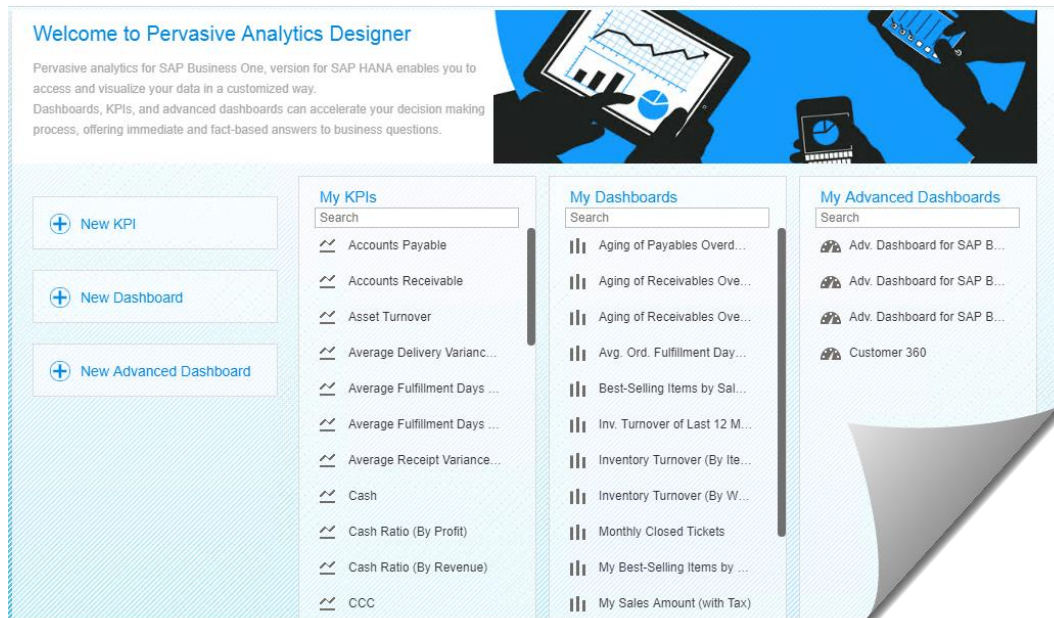 Welcome to Pervasive Analytics Designer
Pervasive analytics for SAP Business One, version for SAP HANA enables you to
access and visualize your data in a customized way.
Dashboards, KPIs, and advanced dashboards can accelerate your decision making
process, offering immediate and fact-based answers to business questions.
New KPI
New Dashboard
New Advanced Dashboard
My KPIs
Search
Accounts Payable
Accounts Receivable
Asset Turnover
Average Delivery Varianc...
Average Fulfillment Days ...
Average Fulfillment Days ...
Average Receipt Variance...
Cash
Cash Ratio (By Profit)
Cash Ratio (By Revenue)
CCC
My Dashboards
Search
Aging of Payables Overd...
Aging of Receivables Ove...
Aging of Receivables Ove...
Avg. Ord. Fulfillment Day...
Best-Selling Items by Sal...
Inv. Turnover of Last 12 M...
Inventory Turnover (By Ite...
Inventory Turnover (By W...
Monthly Closed Tickets
My Best-Selling Items by ...
My Sales Amount (with Tax)
My Advanced Dashboards
Search
Adv. Dashboard for SAP B...
Adv. Dashboard for SAP B...
Adv. Dashboard for SAP B...
Customer 360